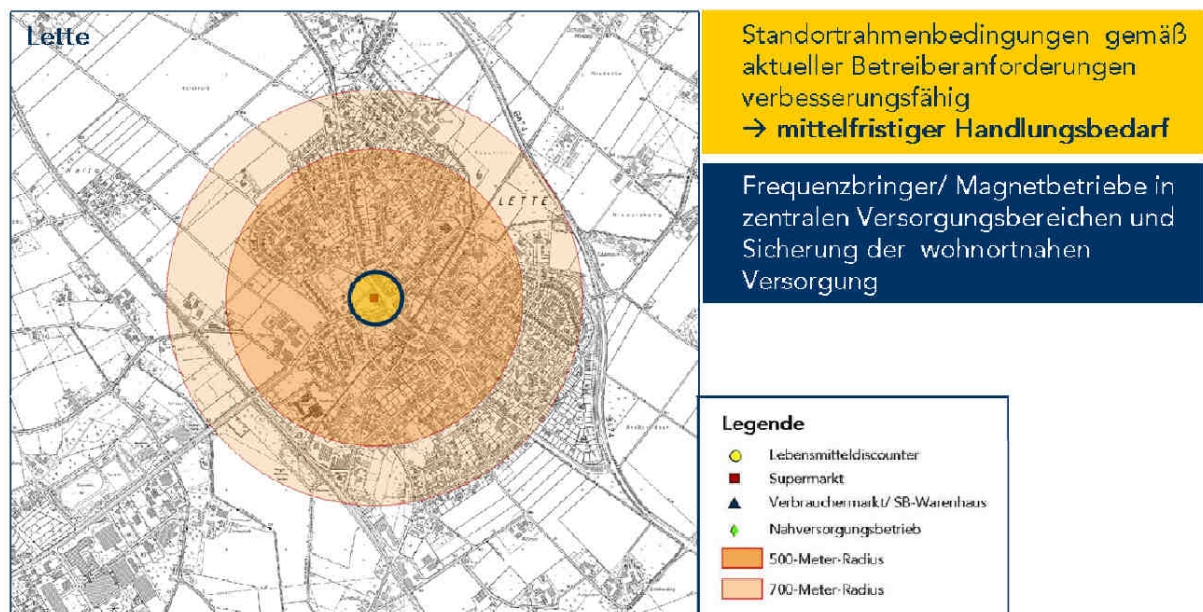 Lette
Standortrahmenbedingungen gemäß
aktueller Betreiberanforderungen
verbesserungsfähig
→ mittelfristiger Handlungsbedarf
Frequenzbringer/ Magnetbetriebe in
zentralen Versorgungsbereichen und
Sicherung der wohnortnahen
Versorgung
LETTE
Legende
Lebensmitteldiscounter
Supermarkt
Verbrauchermarkt/ SB-Warenhaus
Nahversorgungsbetrieb
500-Meter-Radius
700-Meter-Radius